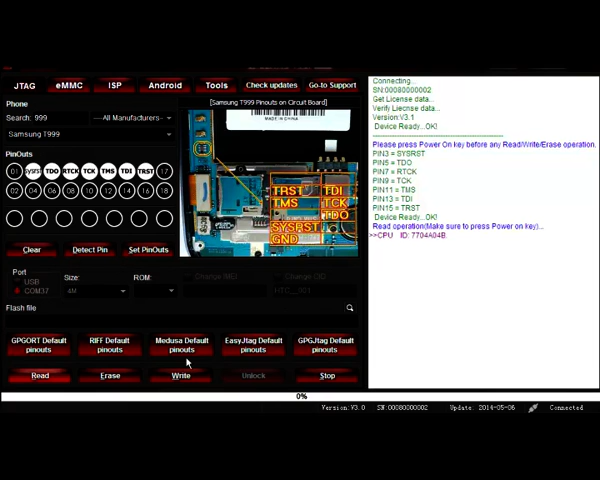 JTAG eMMC ISP Android Tools Check updates Go-to Support
Phone
Search: 999 ---All Manufacturers---
Samsung T999
PinOuts
01 sysrst TDO RTCK TCK TMS TDI TRST 17
02 04 06 08 10 12 14 16 18
Clear Detect Pin Set PinOuts
Port
USB
COM37
Size:
4M
ROM:
Change IMEI
Change CID
Flash file
GPGORT Default pinouts
RIFF Default pinouts
Medusa Default pinouts
EasyJtag Default pinouts
GPGJtag Default pinouts
Read Erase Write Unlock Stop
0%
Version:V3.0 SN:00080000002 Update: 2014-05-06 Connected
[Samsung T999 Pinouts on Circuit Board]
MADE IN CHINA
TRST TDI
TMS TCK
TDO
SYSRST
GND
Connecting...
SN:00080000002
Get License data...
Verify Liecnse data...
Version:V3.1
Device Ready...OK!
Please press Power On key before any Read/Write/Erase operation.
PIN3 = SYSRST
PIN5 = TDO
PIN7 = RTCK
PIN9 = TCK
PIN11 = TMS
PIN13 = TDI
PIN15 = TRST
Device Ready...OK!
Read operation(Make sure to press Power on key)...
>>CPU ID: 7704A04B.